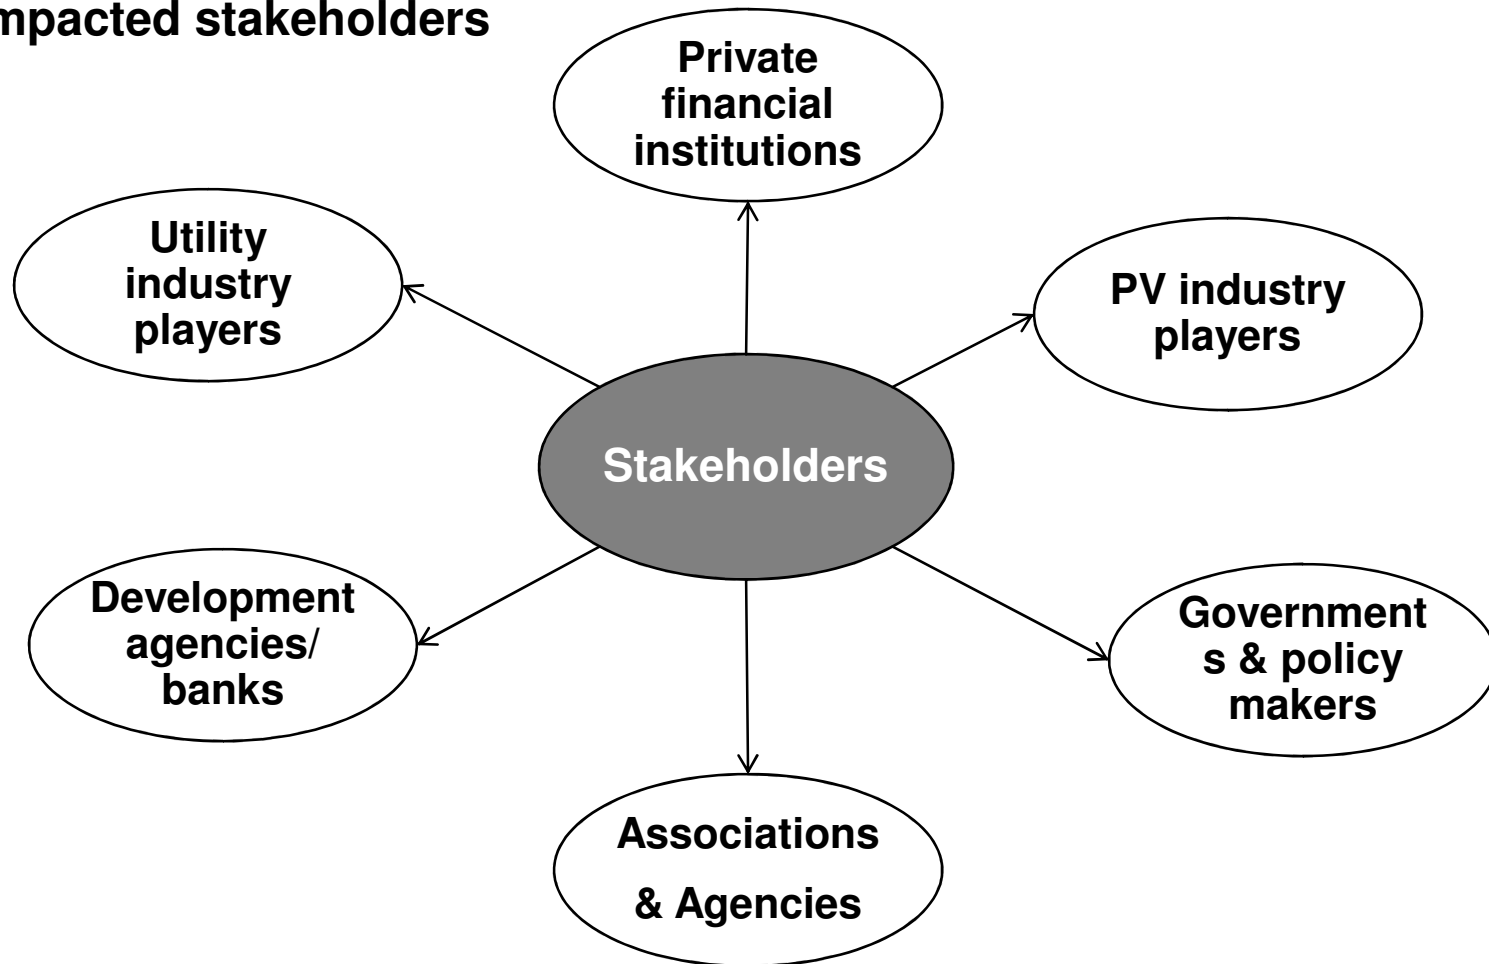 mpacted stakeholders
Private
financial
institutions
Utility
industry
players
PV industry
players
Stakeholders
Development
agencies/
banks
Government
s & policy
makers
Associations
& Agencies